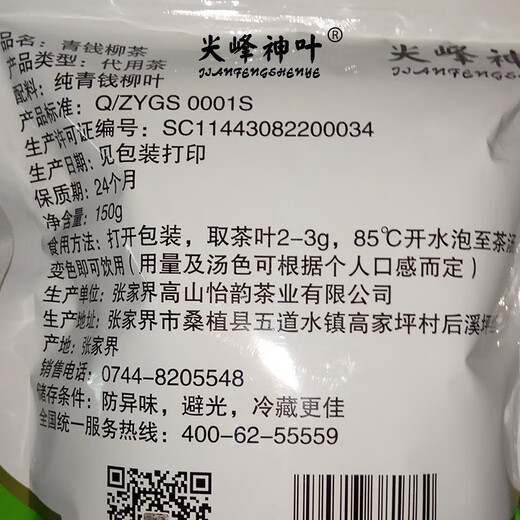 尖峰神叶®
JIANFENGSHENYE
尖峰神叶
JIANFENGSHENYE
品名：青钱柳茶
产品类型：代用茶
配料：纯青钱柳叶
产品标准：Q/ZYGS 0001S
生产许可证编号：SC11443082200034
生产日期：见包装打印
保质期：24个月
净含量：150g
食用方法：打开包装，取茶叶2-3g，85℃开水泡至茶汤
变色即可饮用（用量及汤色可根据个人口感而定）
生产单位：张家界高山怡韵茶业有限公司
生产地址：张家界市桑植县五道水镇高家坪村后溪坪
产地：张家界
销售电话：0744-8205548
储存条件：防异味，避光，冷藏更佳
全国统一服务热线：400-62-55559